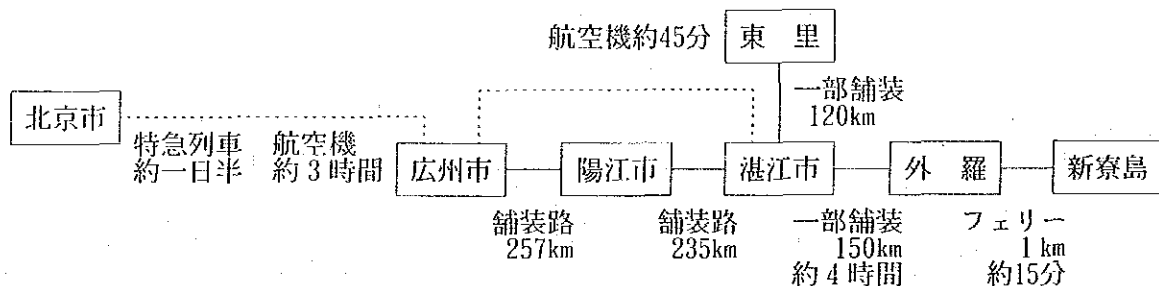 航空機約45分
東里
一部舗装
120km
北京市
特急列車 航空機
約一日半 約3時間
広州市
陽江市
湛江市
外羅
新寮島
舗装路
257km
舗装路
235km
一部舗装
150km
約4時間
フェリー
1km
約15分